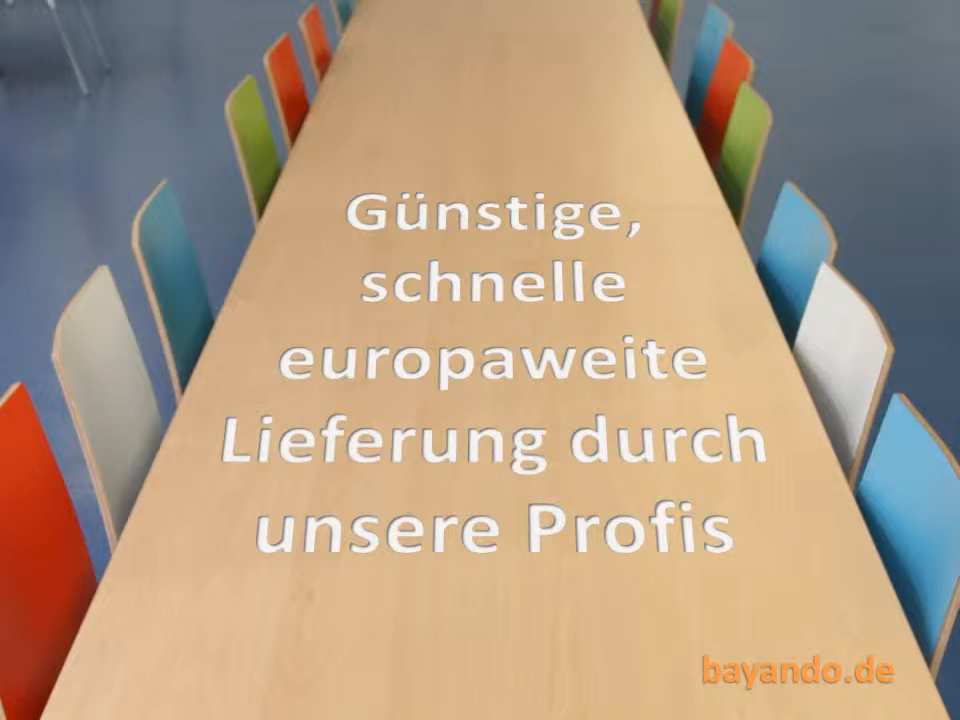 Günstige,
schnelle
europaweite
Lieferung durch
unsere Profis
bayando.de